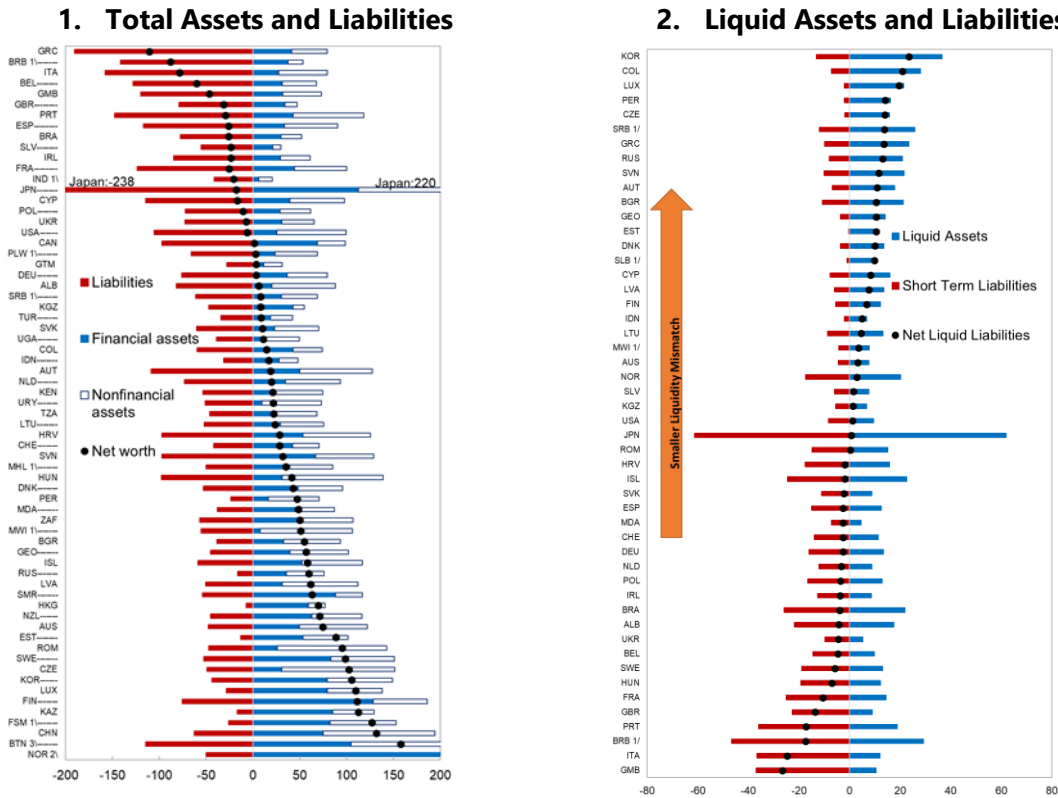 1. Total Assets and Liabilities
GRC
BRB 1\
ITA
BEL
GMB
GBR
PRT
ESP
BRA
SLV
IRL
FRA
IND 1\
Japan:-238
Japan:220
JPN
CYP
POL
UKR
USA
CAN
PLW 1\
GTM
DEU
ALB
SRB 1\
KGZ
TUR
SVK
UGA
COL
IDN
AUT
NLD
KEN
URY
TZA
LTU
HRV
CHE
SVN
MHL 1\
HUN
DNK
PER
MDA
ZAF
MWI 1\
BGR
GEO
ISL
RUS
LVA
SMR
HKG
NZL
AUS
EST
ROM
SWE
CZE
KOR
LUX
FIN
KAZ
FSM 1\
CHN
BTN 3\
NOR 2\
Liabilities
Financial assets
Nonfinancial
assets
Net worth
-200 -150 -100 -50 0 50 100 150 200
2. Liquid Assets and Liabilities
KOR
COL
LUX
PER
CZE
SRB 1/
GRC
RUS
SVN
AUT
BGR
GEO
EST
DNK
SLB 1/
CYP
LVA
FIN
IDN
LTU
MWI 1/
AUS
NOR
SLV
KGZ
USA
JPN
ROM
HRV
ISL
SVK
ESP
MDA
CHE
DEU
NLD
POL
IRL
BRA
ALB
UKR
BEL
SWE
HUN
FRA
GBR
PRT
BRB 1/
ITA
GMB
Smaller Liquidity Mismatch
Liquid Assets
Short Term Liabilities
Net Liquid Liabilities
-80 -60 -40 -20 0 20 40 60 80